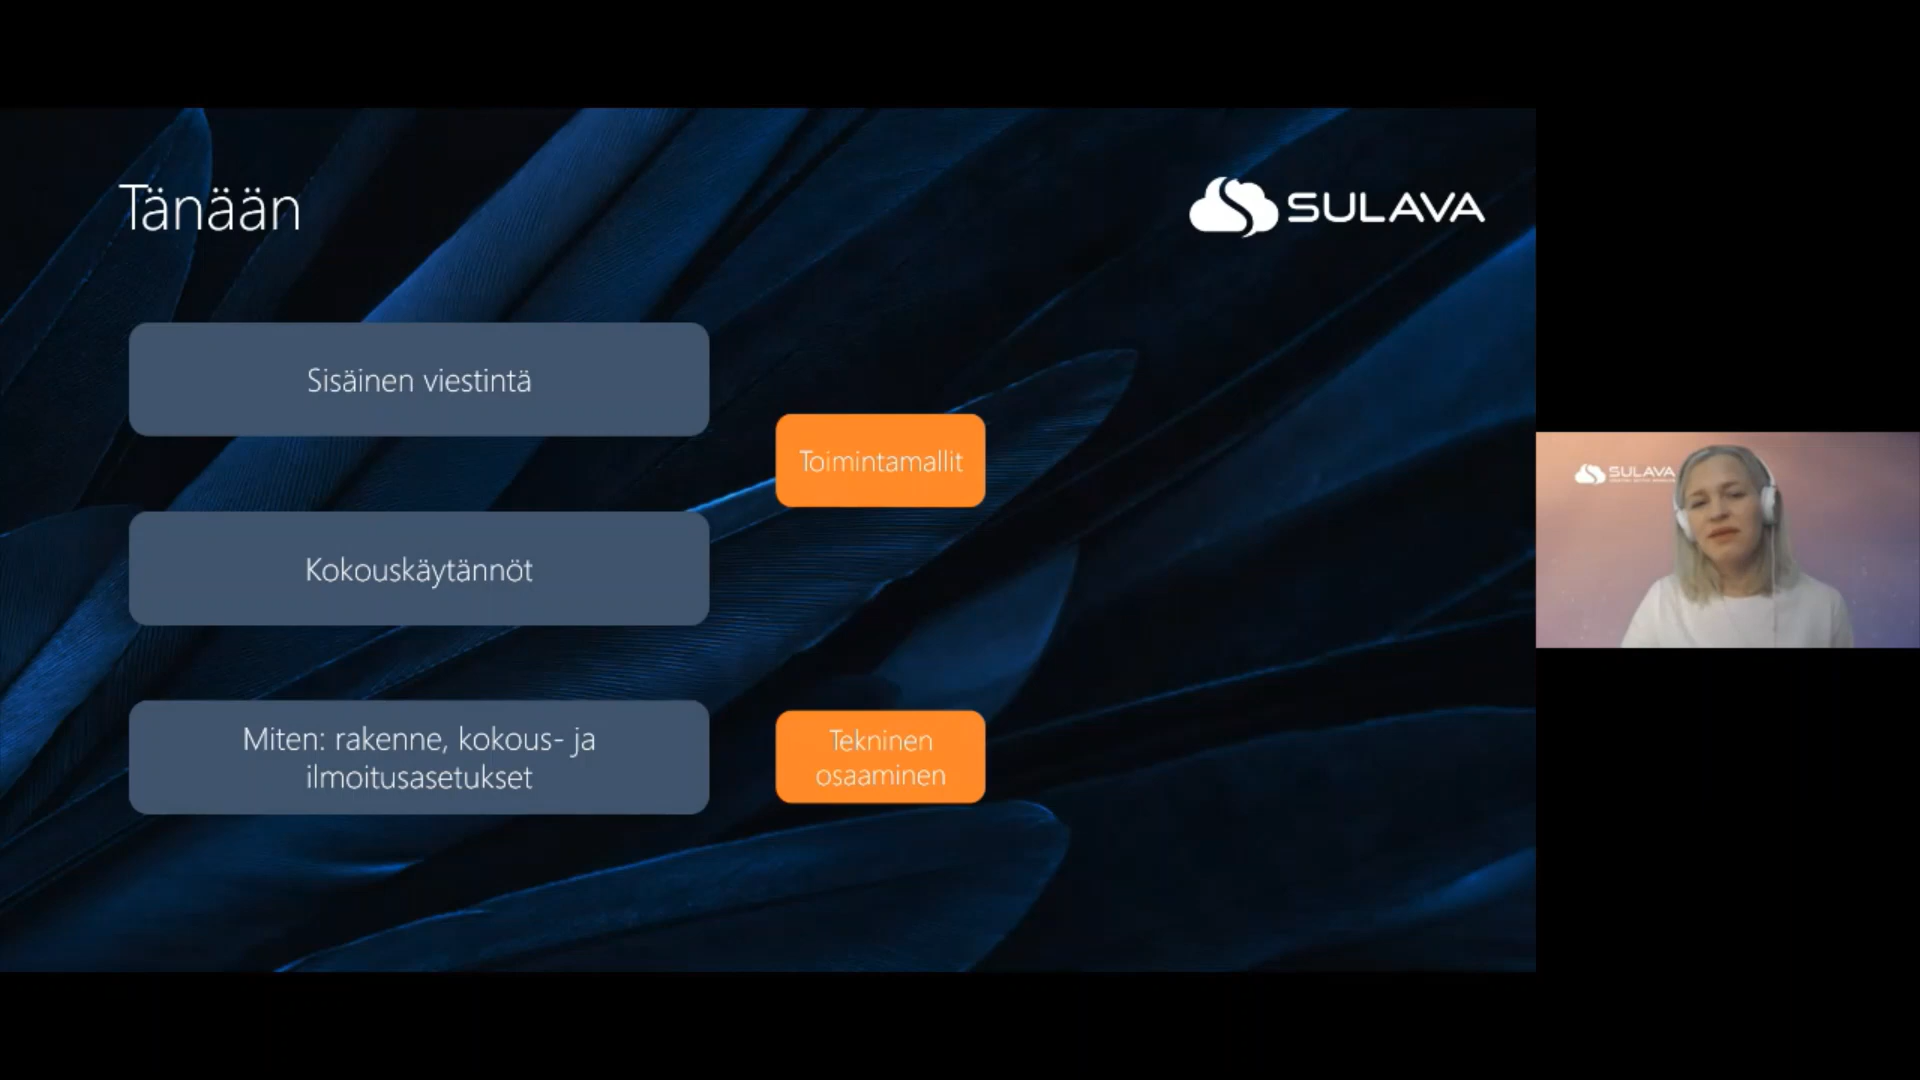 Tänään
SULAVA
Sisäinen viestintä
Toimintamallit
Kokouskäytännöt
Miten: rakenne, kokous- ja
ilmoitusasetukset
Tekninen
osaaminen
SULAVA